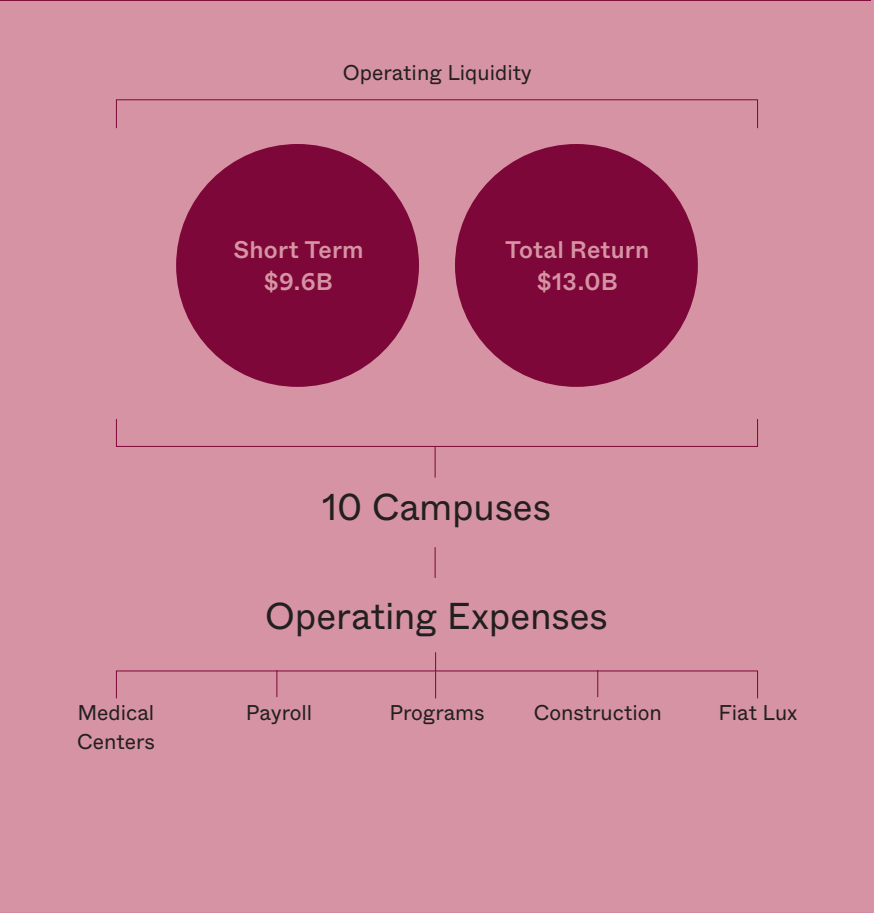 Operating Liquidity
Short Term
$9.6B
Total Return
$13.0B
10 Campuses
Operating Expenses
Medical
Centers
Payroll
Programs
Construction
Fiat Lux